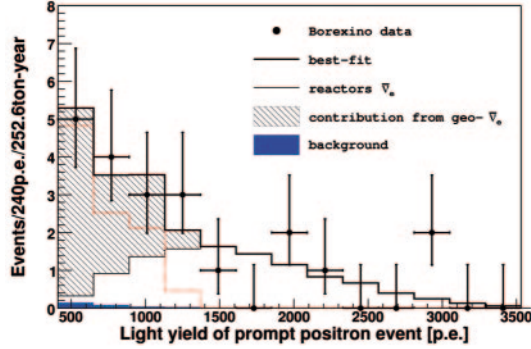 Events/240p.e./252.6ton-year
8
7
6
5
4
3
2
1
0
Borexino data
best-fit
reactors ν̄e
contribution from geo- ν̄e
background
500 1000 1500 2000 2500 3000 3500
Light yield of prompt positron event [p.e.]